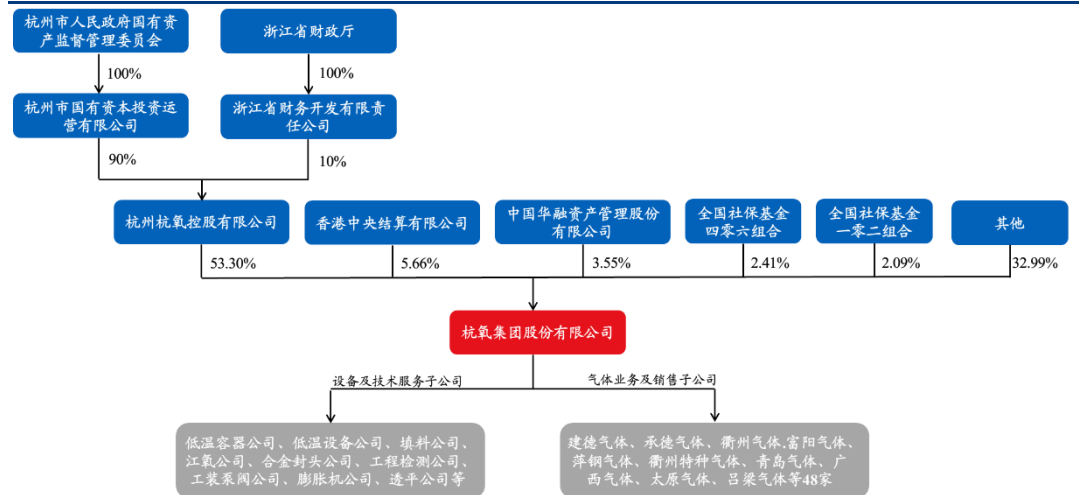 杭州市人民政府国有资
产监督管理委员会
浙江省财政厅
100%
100%
杭州市国有资本投资运
营有限公司
浙江省财务开发有限责
任公司
90%
10%
杭州杭氧控股有限公司
香港中央结算有限公司
中国华融资产管理股份
有限公司
全国社保基金
四零六组合
全国社保基金
一零二组合
其他
53.30%
5.66%
3.55%
2.41%
2.09%
32.99%
杭氧集团股份有限公司
设备及技术服务子公司
气体业务及销售子公司
低温容器公司、低温设备公司、填料公司、
江氧公司、合金封头公司、工程检测公司、
工装泵阀公司、膨胀机公司、透平公司等
建德气体、承德气体、衢州气体,富阳气体、
萍钢气体、衢州特种气体、青岛气体、广
西气体、太原气体、吕梁气体等48家